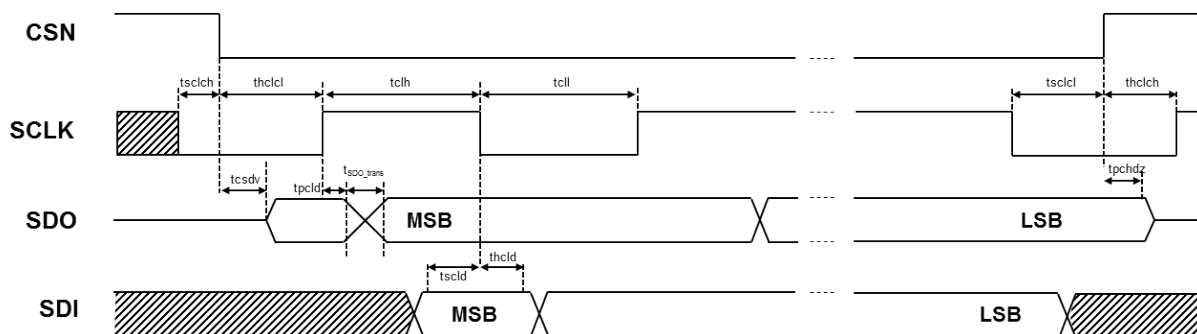 CSN
tsclch thclcl tclh tcll tsclcl thclch
SCLK
tcsdv tpcld tSDO_trans tpchdz
SDO MSB LSB
tscld thcld
SDI MSB LSB